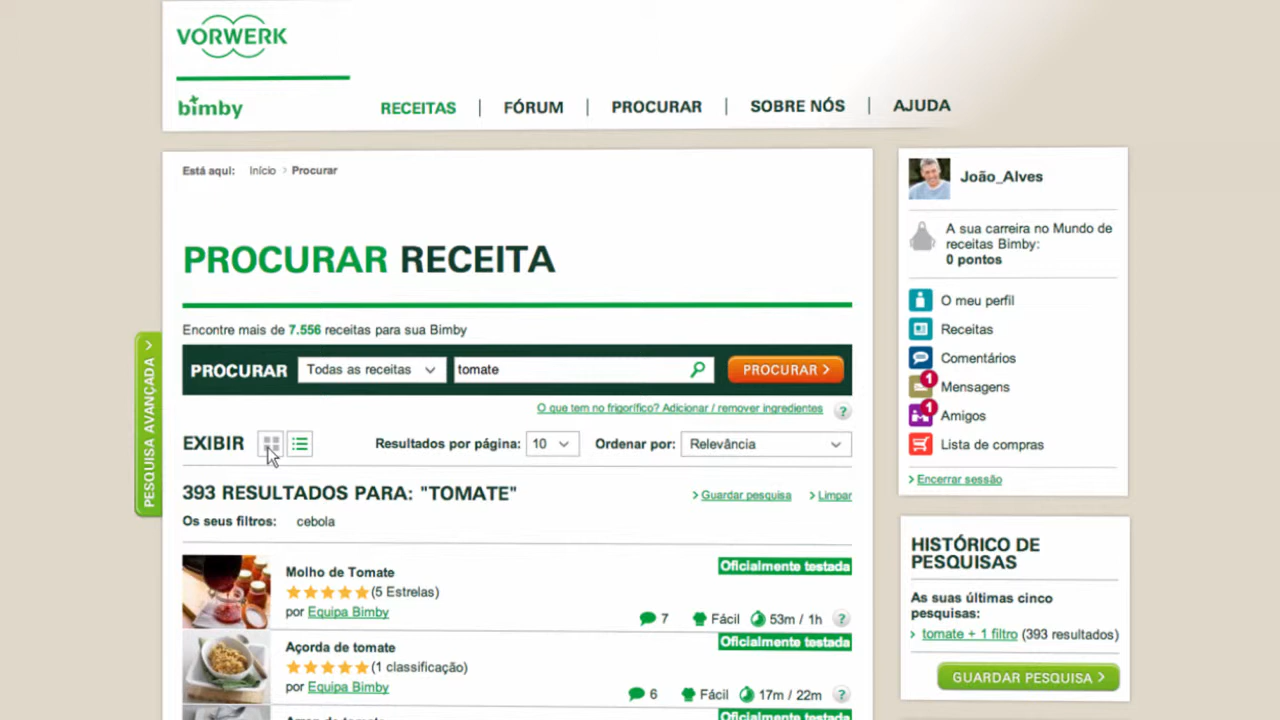 VORWERK
bimby
RECEITAS | FÓRUM | PROCURAR | SOBRE NÓS | AJUDA
Está aqui: Início > Procurar
PROCURAR RECEITA
Encontre mais de 7.556 receitas para sua Bimby
PESQUISA AVANÇADA >
PROCURAR Todas as receitas tomate PROCURAR >
O que tem no frigorífico? Adicionar / remover ingredientes ?
EXIBIR Resultados por página: 10 Ordenar por: Relevância
393 RESULTADOS PARA: "TOMATE" > Guardar pesquisa > Limpar
Os seus filtros: cebola
Molho de Tomate Oficialmente testada
(5 Estrelas)
por Equipa Bimby 7 Fácil 53m / 1h ?
Açorda de tomate Oficialmente testada
(1 classificação)
por Equipa Bimby 6 Fácil 17m / 22m ?
Oficialmente testada
João_Alves
A sua carreira no Mundo de
receitas Bimby:
0 pontos
O meu perfil
Receitas
Comentários
1 Mensagens
1 Amigos
Lista de compras
> Encerrar sessão
HISTÓRICO DE
PESQUISAS
As suas últimas cinco
pesquisas:
> tomate + 1 filtro (393 resultados)
GUARDAR PESQUISA >